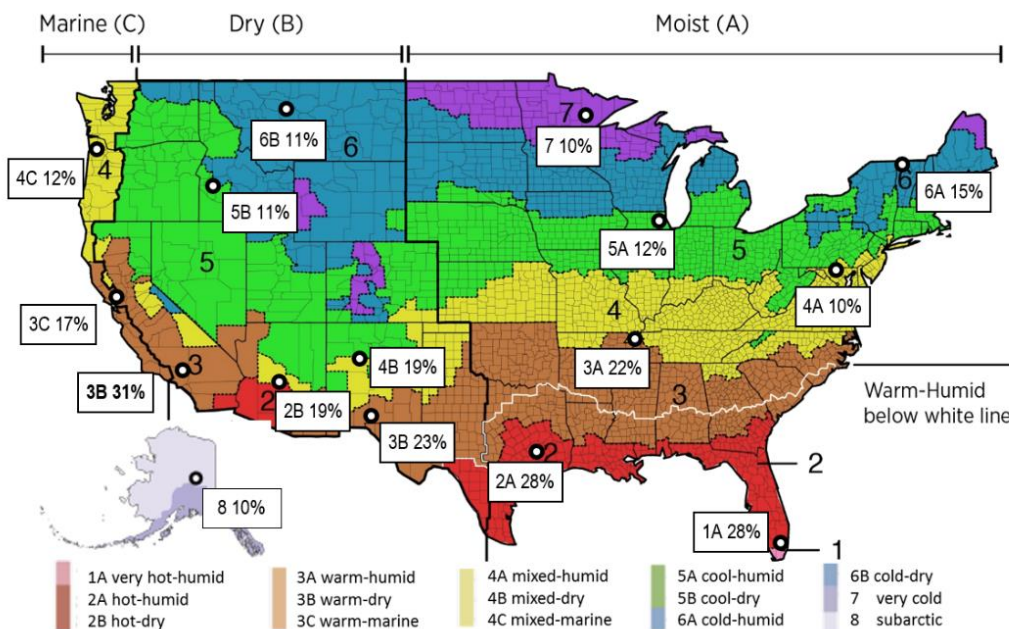 Marine (C)
Dry (B)
Moist (A)
7
6B 11%
6
7 10%
4C 12%
4
6
6A 15%
5B 11%
5A 12%
5
5
4A 10%
4
3C 17%
3
4B 19%
3A 22%
3
3B 31%
2
2B 19%
Warm-Humid
below white line
3B 23%
2
2
2A 28%
8 10%
1A 28%
1
1A very hot-humid
2A hot-humid
2B hot-dry
3A warm-humid
3B warm-dry
3C warm-marine
4A mixed-humid
4B mixed-dry
4C mixed-marine
5A cool-humid
5B cool-dry
6A cold-humid
6B cold-dry
7 very cold
8 subarctic